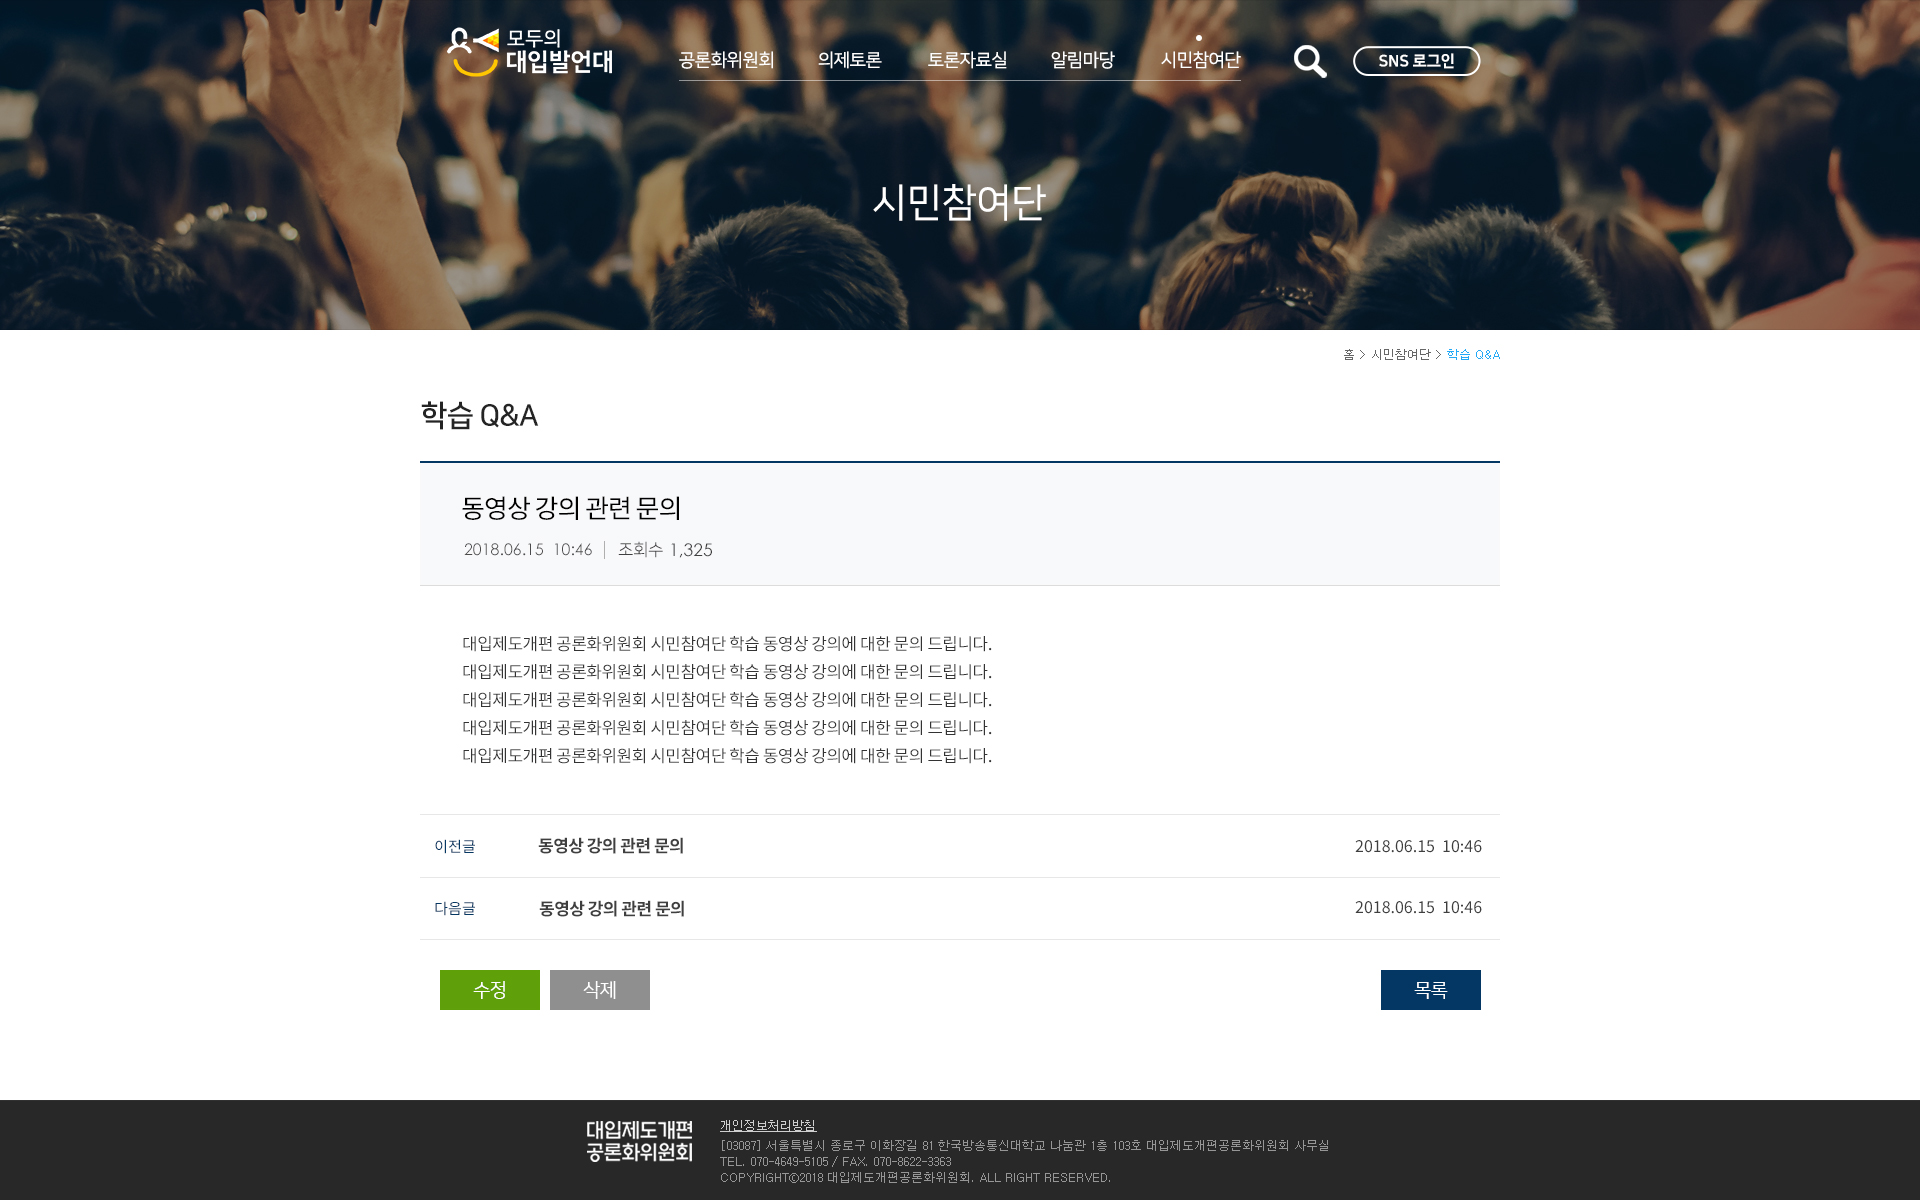 모두의
대입발언대
공론화위원회 의제토론 토론자료실 알림마당 시민참여단
SNS 로그인
시민참여단
홈 > 시민참여단 > 학습 Q&A
학습 Q&A
동영상 강의 관련 문의
2018.06.15 10:46 | 조회수 1,325
대입제도개편 공론화위원회 시민참여단 학습 동영상 강의에 대한 문의 드립니다.
대입제도개편 공론화위원회 시민참여단 학습 동영상 강의에 대한 문의 드립니다.
대입제도개편 공론화위원회 시민참여단 학습 동영상 강의에 대한 문의 드립니다.
대입제도개편 공론화위원회 시민참여단 학습 동영상 강의에 대한 문의 드립니다.
대입제도개편 공론화위원회 시민참여단 학습 동영상 강의에 대한 문의 드립니다.
이전글 동영상 강의 관련 문의 2018.06.15 10:46
다음글 동영상 강의 관련 문의 2018.06.15 10:46
수정 삭제 목록
대입제도개편
공론화위원회
개인정보처리방침
[03087] 서울특별시 종로구 이화장길 81 한국방송통신대학교 나눔관 1층 103호 대입제도개편공론화위원회 사무실
TEL. 070-4649-5105 / FAX. 070-8622-3363
COPYRIGHT©2018 대입제도개편공론화위원회. ALL RIGHT RESERVED.